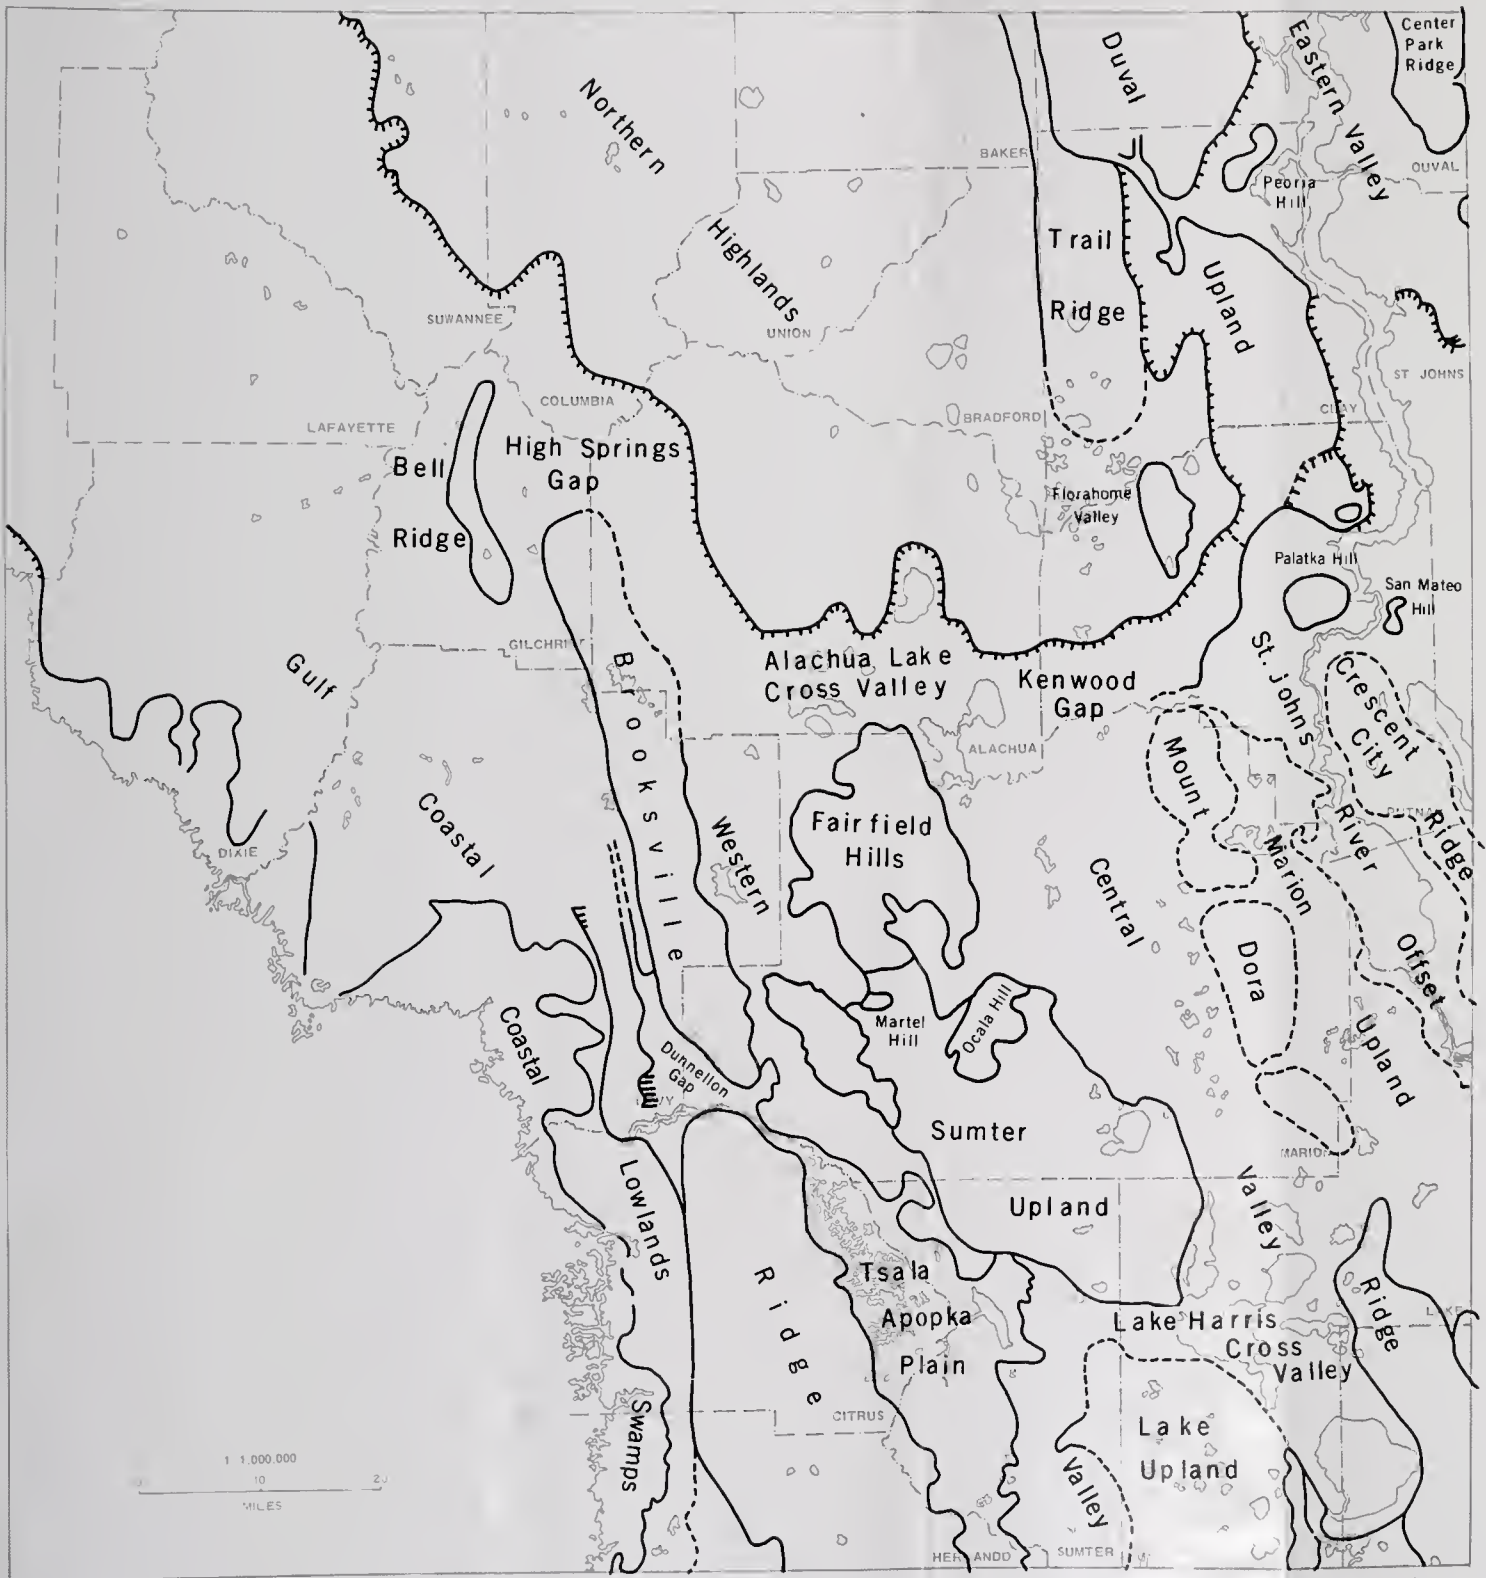 Center
Park
Ridge
Duval
Eastern Valley
Northern
BAKER
DUVAL
Peoria
Hill
Trail
Ridge
Highlands
Upland
SUWANNEE
UNION
ST JOHNS
COLUMBIA
LAFAYETTE
BRADFORD
CLAY
High Springs
Gap
Bell
Ridge
Florahome
Valley
Palatka Hill
San Mateo
Hill
GILCHRIST
Gulf
Brooksville
Alachua Lake
Cross Valley
Kenwood
Gap
St. Johns
Crescent
City
ALACHUA
Mount
PUTNAM
Ridge
River
Coastal
Fairfield
Hills
Western
Marion
DIXIE
Central
Dora
Offset
Coastal
Martel
Hill
Ocala Hill
Upland
Dunnellon
Gap
LEVY
Sumter
MARION
Lowlands
Upland
Valley
Ridge
Tsala
Apopka
Plain
Ridge
Lake Harris
Cross
Valley
LAKE
CITRUS
Swamps
Lake
Upland
Valley
1 1,000,000
0 10 20
MILES
HERNANDO
SUMTER